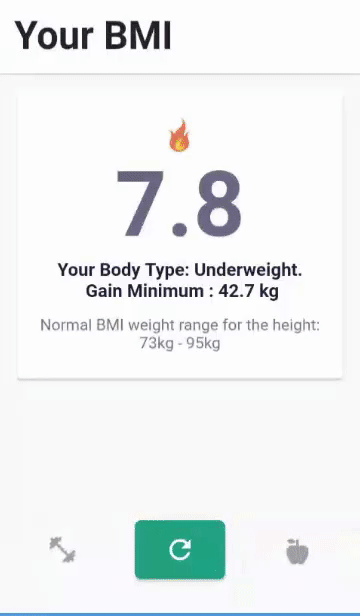 Your BMI
7.8
Your Body Type: Underweight.
Gain Minimum : 42.7 kg
Normal BMI weight range for the height:
73kg - 95kg